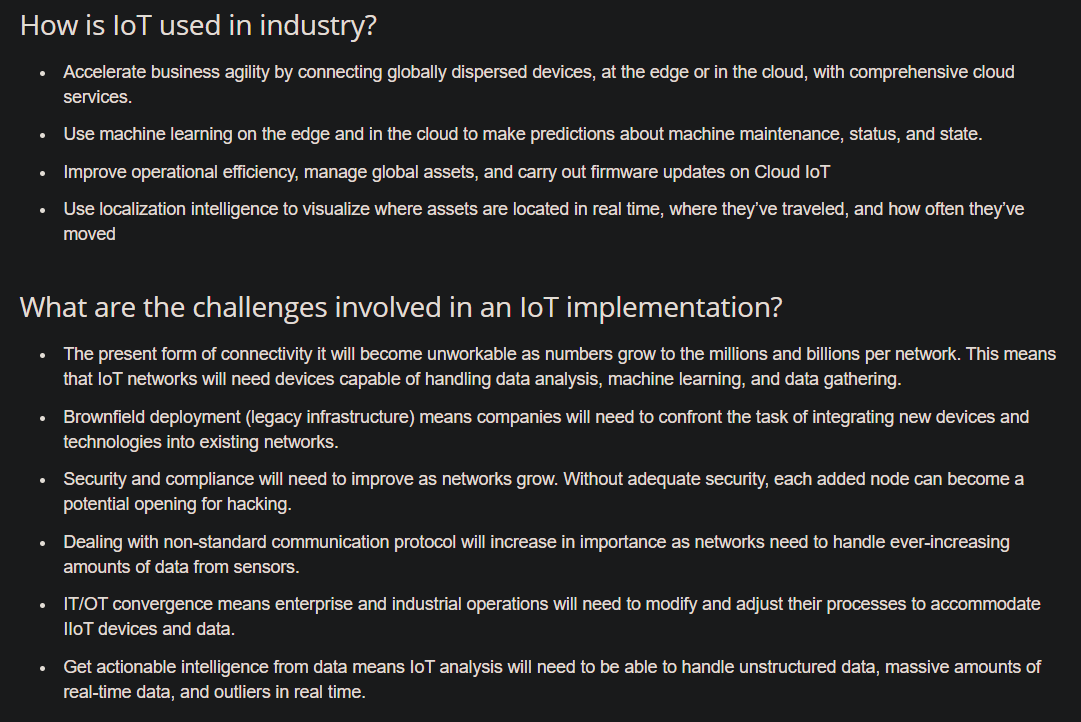 How is IoT used in industry?
• Accelerate business agility by connecting globally dispersed devices, at the edge or in the cloud, with comprehensive cloud
services.
• Use machine learning on the edge and in the cloud to make predictions about machine maintenance, status, and state.
• Improve operational efficiency, manage global assets, and carry out firmware updates on Cloud IoT
• Use localization intelligence to visualize where assets are located in real time, where they’ve traveled, and how often they’ve
moved
What are the challenges involved in an IoT implementation?
• The present form of connectivity it will become unworkable as numbers grow to the millions and billions per network. This means
that IoT networks will need devices capable of handling data analysis, machine learning, and data gathering.
• Brownfield deployment (legacy infrastructure) means companies will need to confront the task of integrating new devices and
technologies into existing networks.
• Security and compliance will need to improve as networks grow. Without adequate security, each added node can become a
potential opening for hacking.
• Dealing with non-standard communication protocol will increase in importance as networks need to handle ever-increasing
amounts of data from sensors.
• IT/OT convergence means enterprise and industrial operations will need to modify and adjust their processes to accommodate
IIoT devices and data.
• Get actionable intelligence from data means IoT analysis will need to be able to handle unstructured data, massive amounts of
real-time data, and outliers in real time.